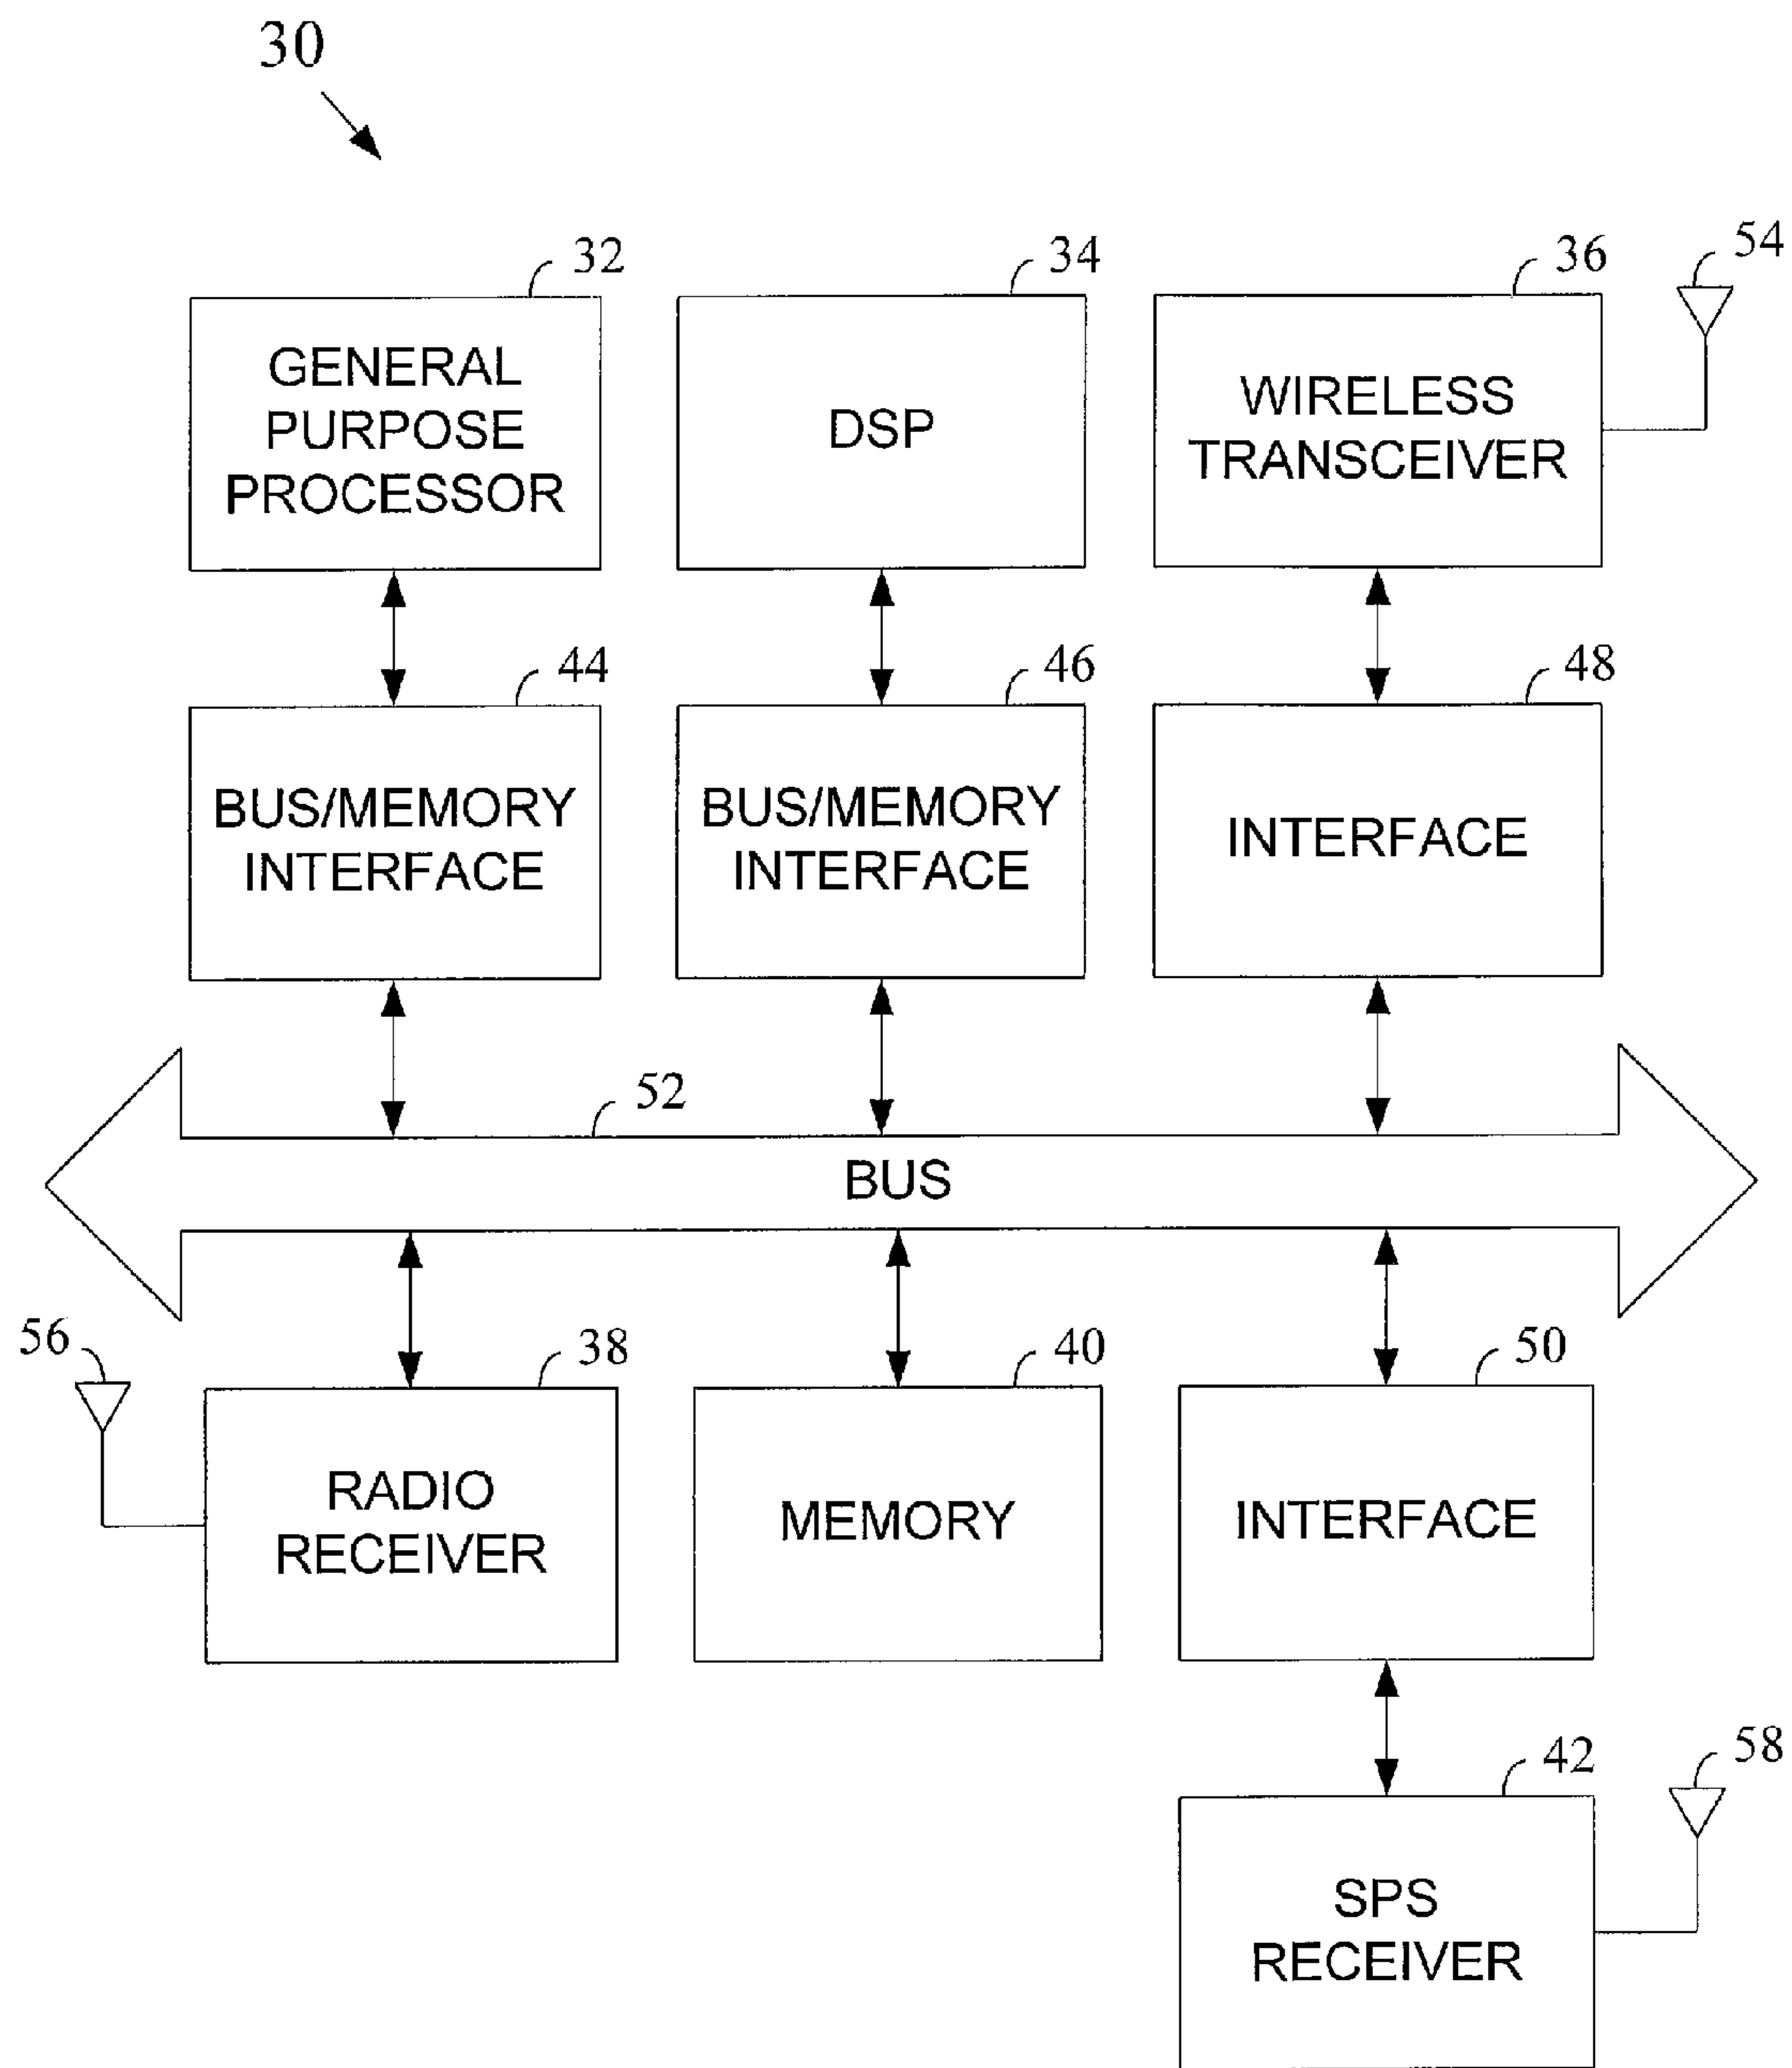 30
32
34
36
54
GENERAL
PURPOSE
PROCESSOR
DSP
WIRELESS
TRANSCEIVER
44
46
48
BUS/MEMORY
INTERFACE
BUS/MEMORY
INTERFACE
INTERFACE
52
BUS
56
38
40
50
RADIO
RECEIVER
MEMORY
INTERFACE
42
58
SPS
RECEIVER